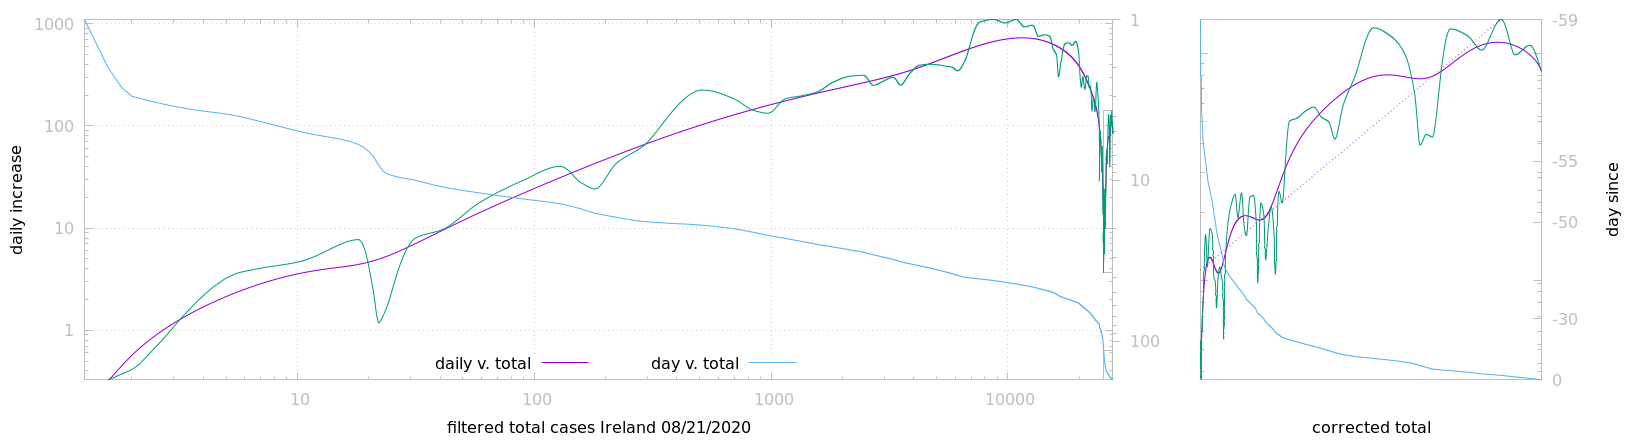 1000
100
10
1
daily increase
daily v. total
day v. total
10
100
1000
10000
filtered total cases Ireland 08/21/2020
1
10
100
-59
-55
-50
-30
0
day since
corrected total